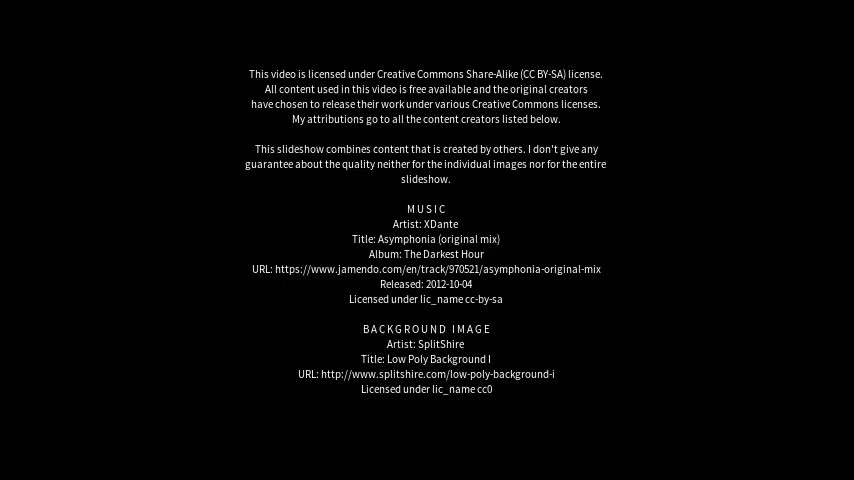 This video is licensed under Creative Commons Share-Alike (CC BY-SA) license.
All content used in this video is free available and the original creators
have chosen to release their work under various Creative Commons licenses.
My attributions go to all the content creators listed below.
This slideshow combines content that is created by others. I don't give any
guarantee about the quality neither for the individual images nor for the entire
slideshow.
MUSIC
Artist: XDante
Title: Asymphonia (original mix)
Album: The Darkest Hour
URL: https://www.jamendo.com/en/track/970521/asymphonia-original-mix
Released: 2012-10-04
Licensed under lic_name cc-by-sa
BACKGROUND IMAGE
Artist: SplitShire
Title: Low Poly Background I
URL: http://www.splitshire.com/low-poly-background-i
Licensed under lic_name cc0